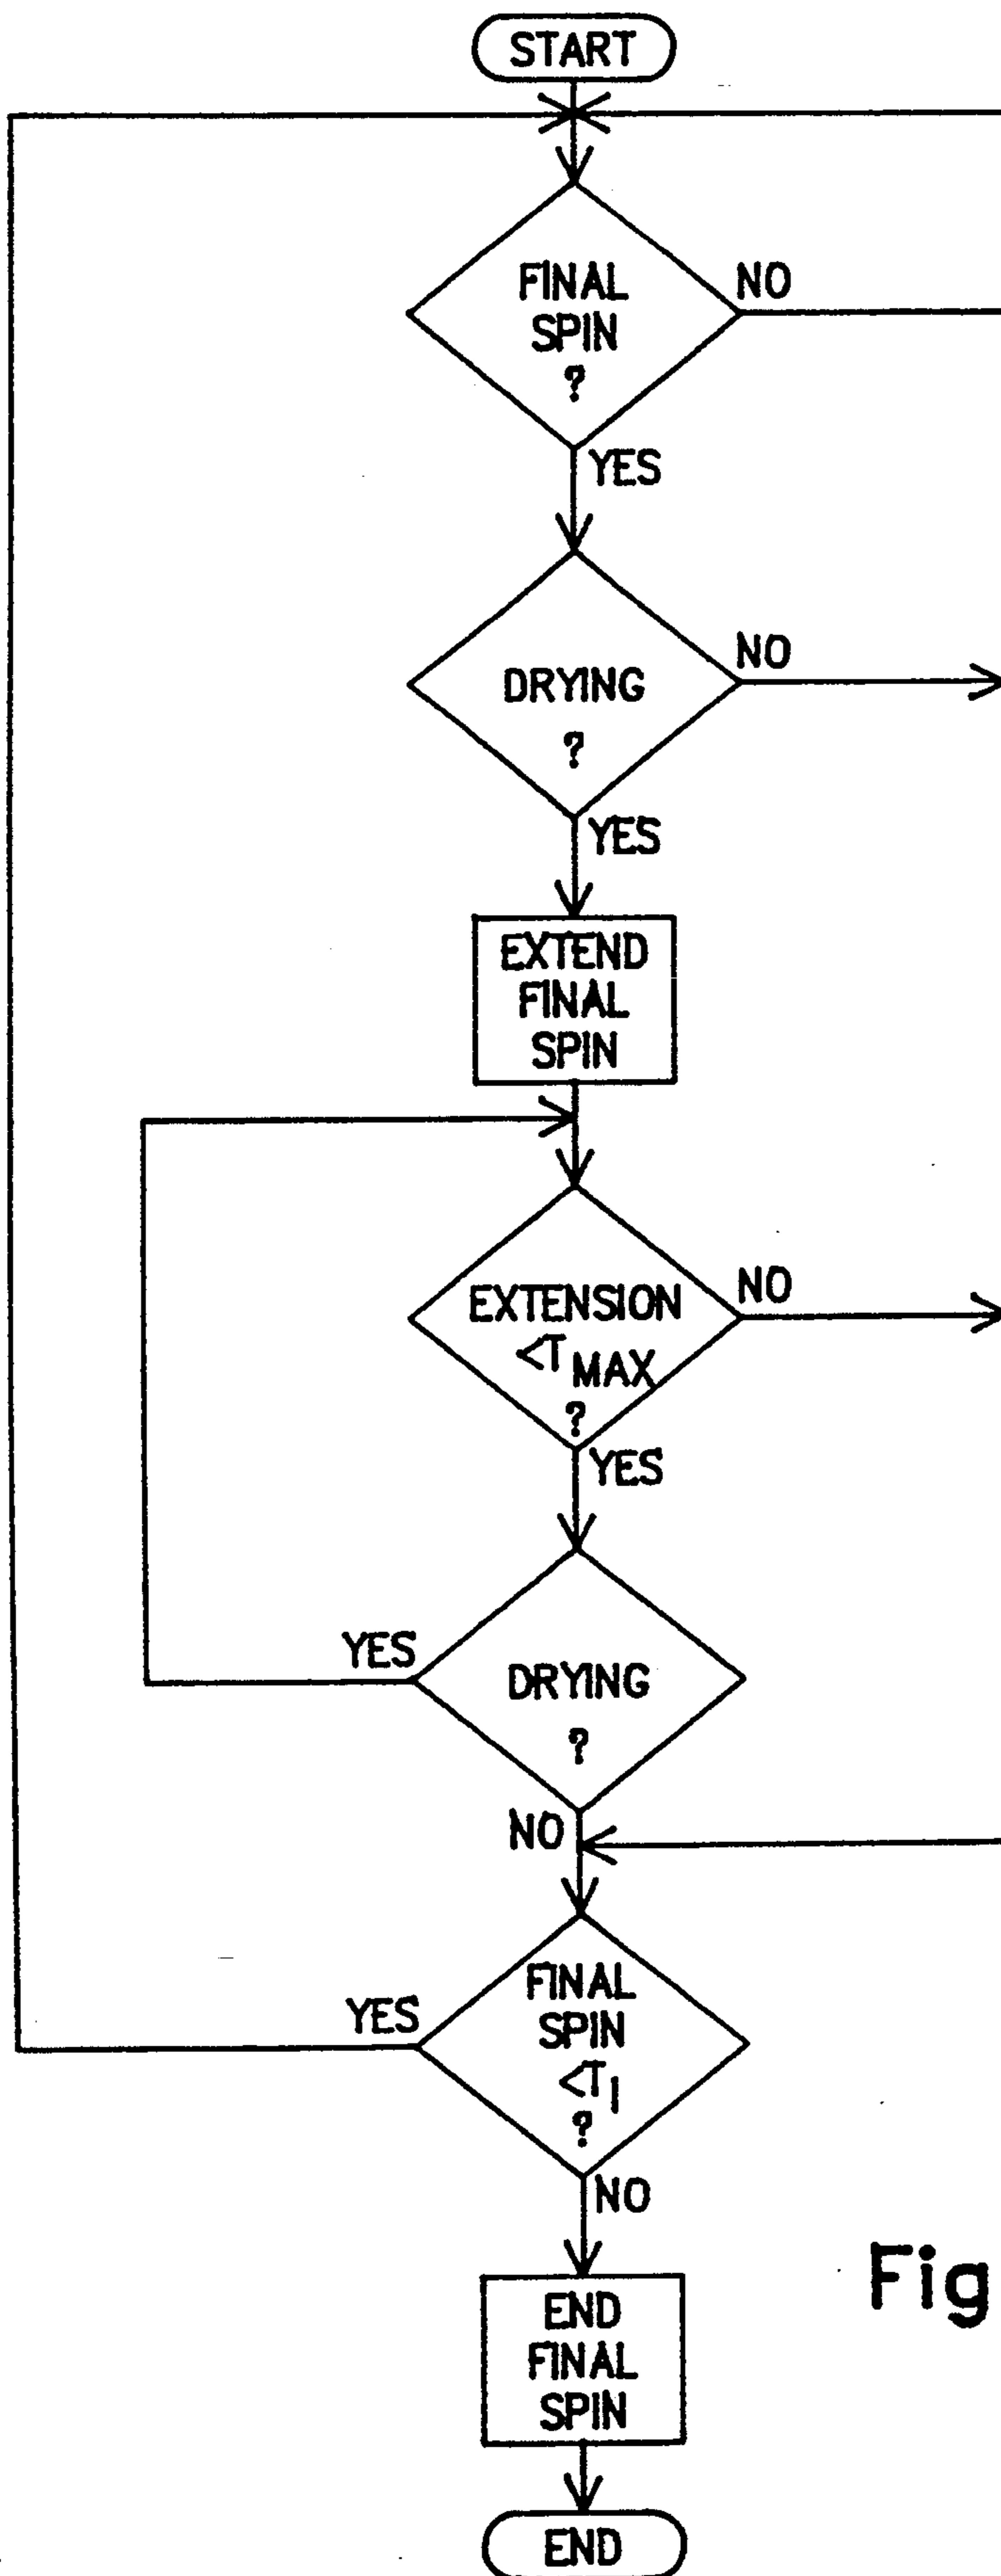 START
FINAL
SPIN
?
NO
YES
DRYING
?
NO
YES
EXTEND
FINAL
SPIN
EXTENSION
<T MAX
?
NO
YES
DRYING
?
YES
NO
FINAL
SPIN
<T1
?
YES
NO
END
FINAL
SPIN
END
Fig